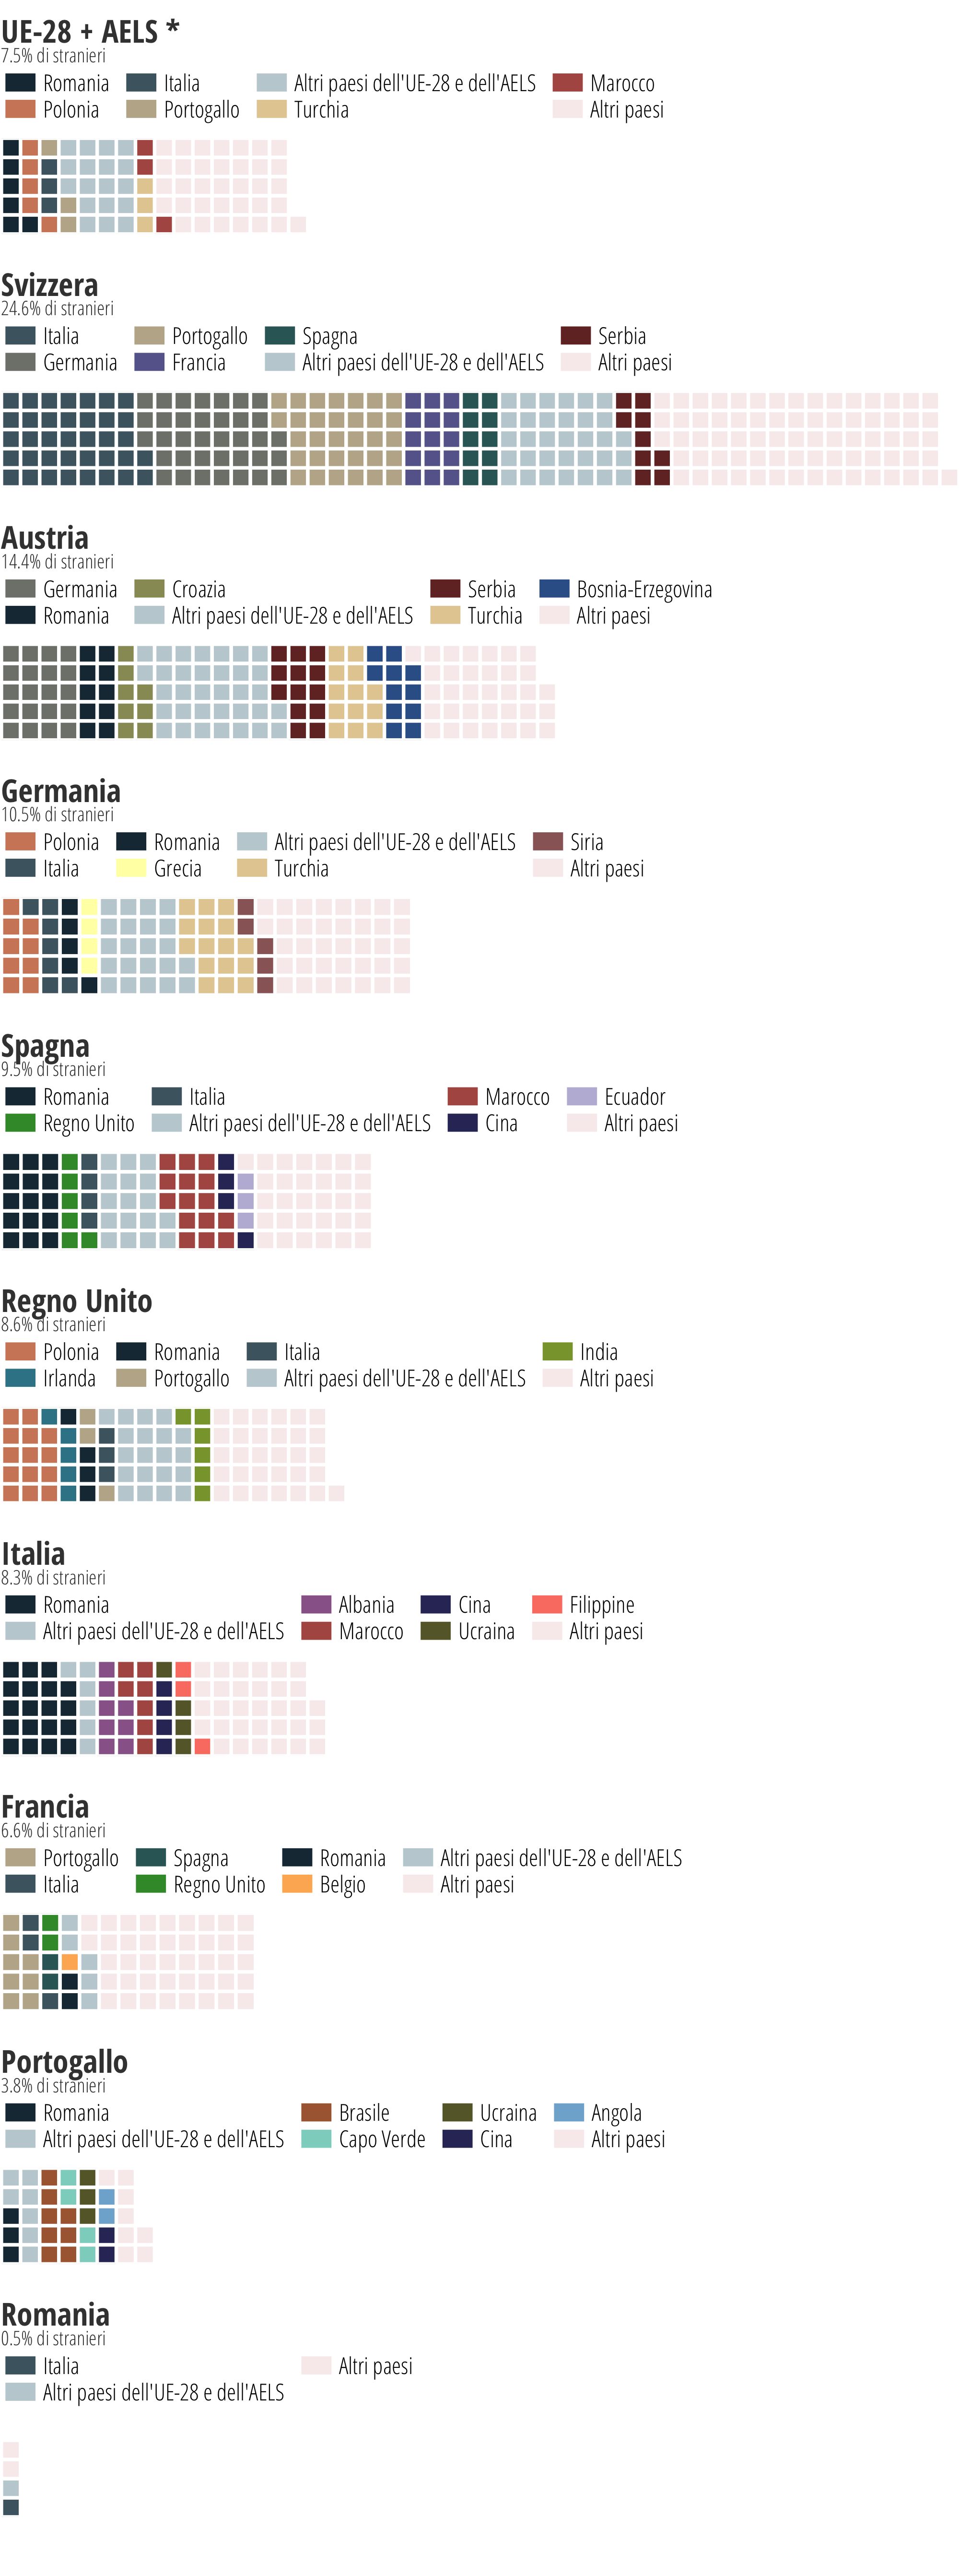 UE-28 + AELS *
7.5% di stranieri
Romania Italia Altri paesi dell'UE-28 e dell'AELS Marocco
Polonia Portogallo Turchia Altri paesi
Svizzera
24.6% di stranieri
Italia Portogallo Spagna Serbia
Germania Francia Altri paesi dell'UE-28 e dell'AELS Altri paesi
Austria
14.4% di stranieri
Germania Croazia Serbia Bosnia-Erzegovina
Romania Altri paesi dell'UE-28 e dell'AELS Turchia Altri paesi
Germania
10.5% di stranieri
Polonia Romania Altri paesi dell'UE-28 e dell'AELS Siria
Italia Grecia Turchia Altri paesi
Spagna
9.5% di stranieri
Romania Italia Marocco Ecuador
Regno Unito Altri paesi dell'UE-28 e dell'AELS Cina Altri paesi
Regno Unito
8.6% di stranieri
Polonia Romania Italia India
Irlanda Portogallo Altri paesi dell'UE-28 e dell'AELS Altri paesi
Italia
8.3% di stranieri
Romania Albania Cina Filippine
Altri paesi dell'UE-28 e dell'AELS Marocco Ucraina Altri paesi
Francia
6.6% di stranieri
Portogallo Spagna Romania Altri paesi dell'UE-28 e dell'AELS
Italia Regno Unito Belgio Altri paesi
Portogallo
3.8% di stranieri
Romania Brasile Ucraina Angola
Altri paesi dell'UE-28 e dell'AELS Capo Verde Cina Altri paesi
Romania
0.5% di stranieri
Italia Altri paesi
Altri paesi dell'UE-28 e dell'AELS